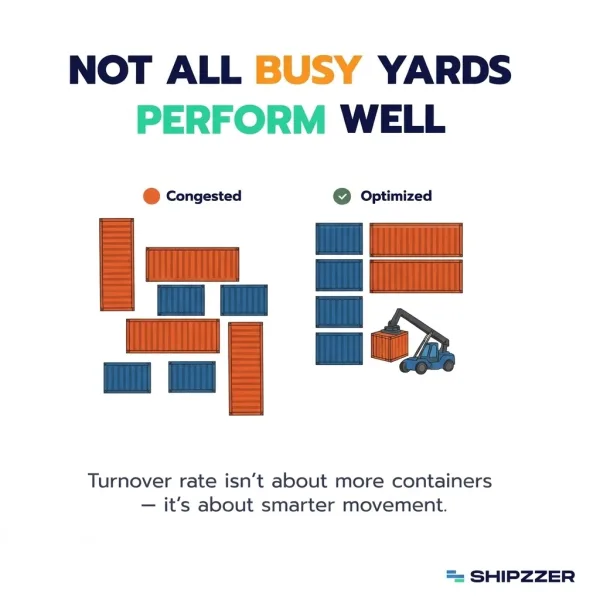 NOT ALL BUSY YARDS
PERFORM WELL
Congested
Optimized
Turnover rate isn't about more containers
— it's about smarter movement.
SHIPZZER